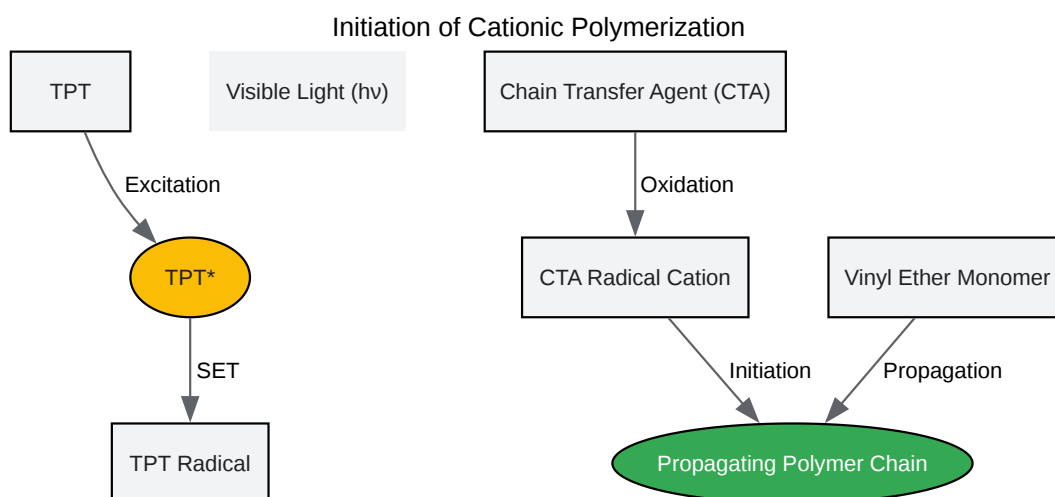 Initiation of Cationic Polymerization
TPT
Visible Light (hν)
Chain Transfer Agent (CTA)
Excitation
Oxidation
TPT*
CTA Radical Cation
Vinyl Ether Monomer
SET
Initiation
Propagation
TPT Radical
Propagating Polymer Chain